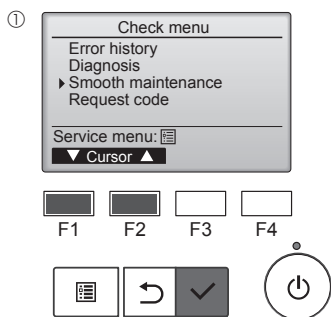 ①
Check menu
Error history
Diagnosis
Smooth maintenance
Request code
Service menu:
▼ Cursor ▲
F1 F2 F3 F4